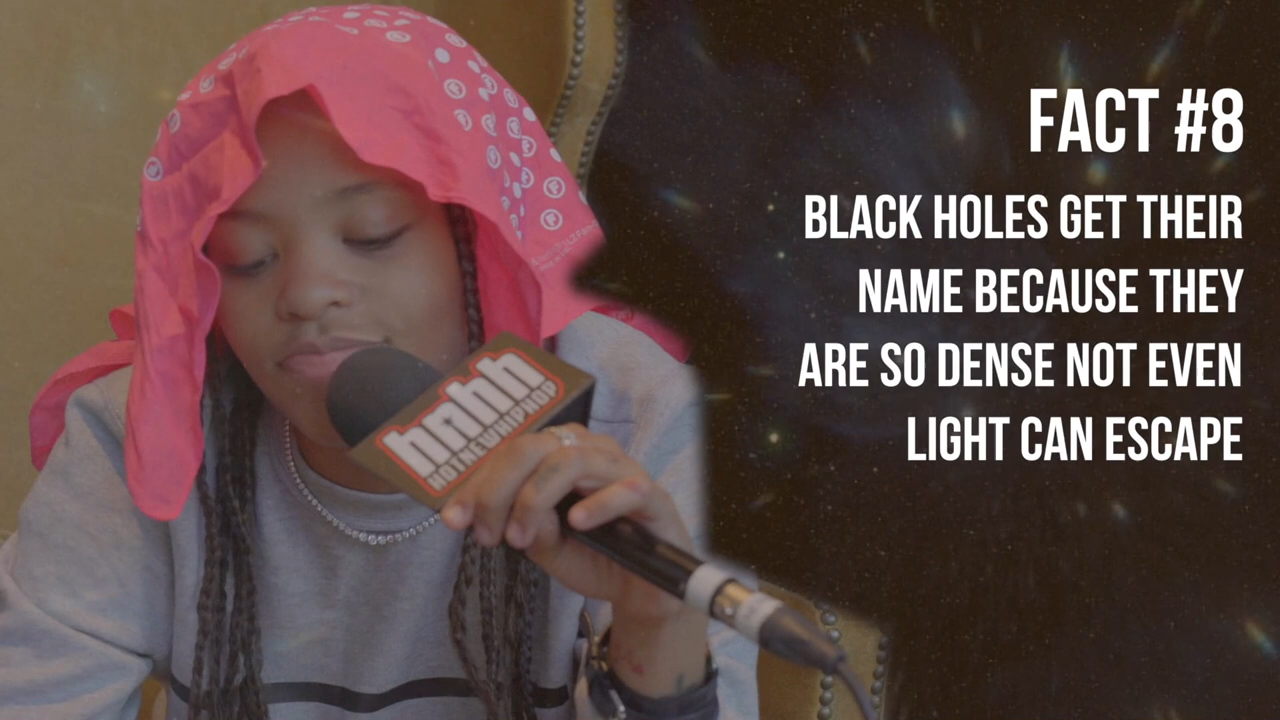 hnhh
HOTNEWHIPHOP
FACT #8
BLACK HOLES GET THEIR
NAME BECAUSE THEY
ARE SO DENSE NOT EVEN
LIGHT CAN ESCAPE